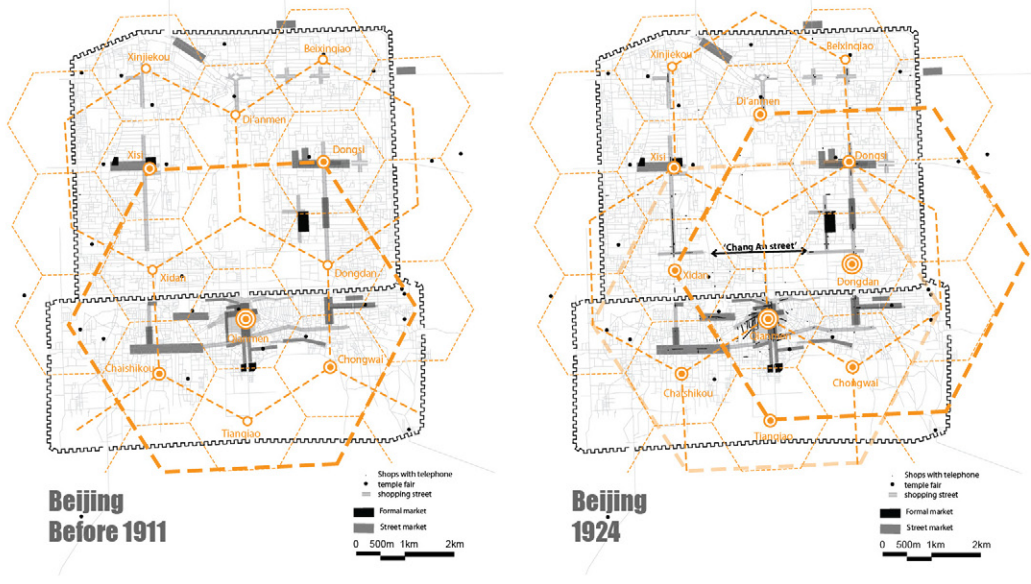 Xinjiekou
Beixinqiao
Di'anmen
Xisi
Dongsi
Xidan
Dongdan
Qianmen
Chaishikou
Chongwai
Tianqiao
Beijing
Before 1911
Shops with telephone
temple fair
shopping street
Formal market
Street market
0 500m 1km 2km
Xinjiekou
Beixinqiao
Di'anmen
Xisi
Dongsi
'Chang An street'
Xidan
Dongdan
Chaishikou
Chongwai
Tianqiao
Beijing
1924
Shops with telephone
temple fair
shopping street
Formal market
Street market
0 500m 1km 2km